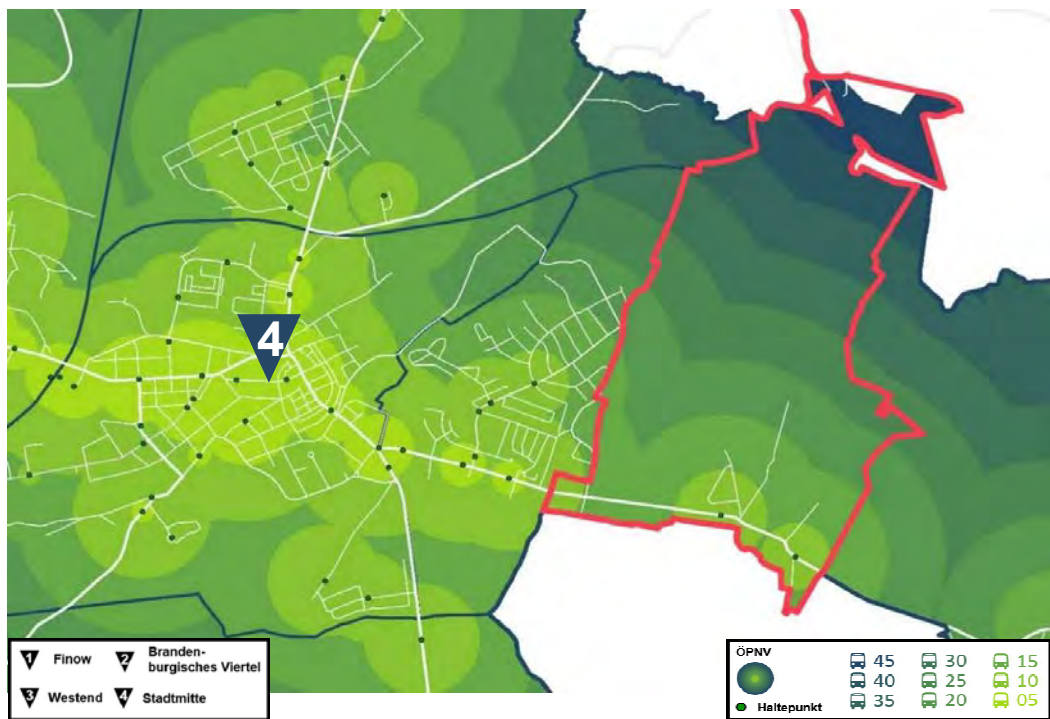 4
1 Finow
2 Branden-
burgisches Viertel
3 Westend
4 Stadtmitte
ÖPNV
Haltepunkt
45 30 15
40 25 10
35 20 05